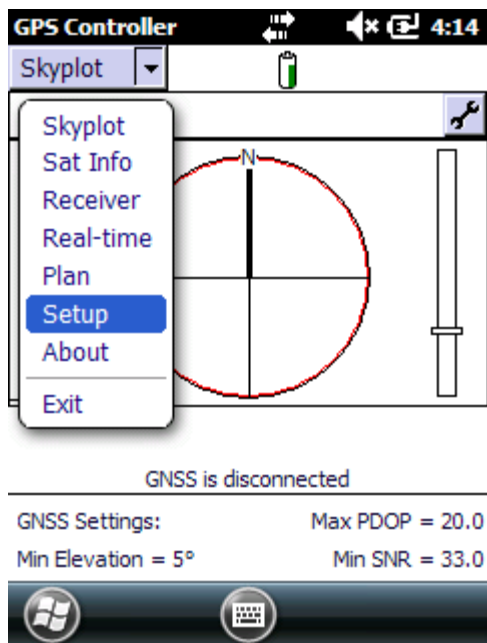 GPS Controller 4:14
Skyplot
Skyplot
Sat Info
Receiver
Real-time
Plan
Setup
About
Exit
N
GNSS is disconnected
GNSS Settings: Max PDOP = 20.0
Min Elevation = 5° Min SNR = 33.0